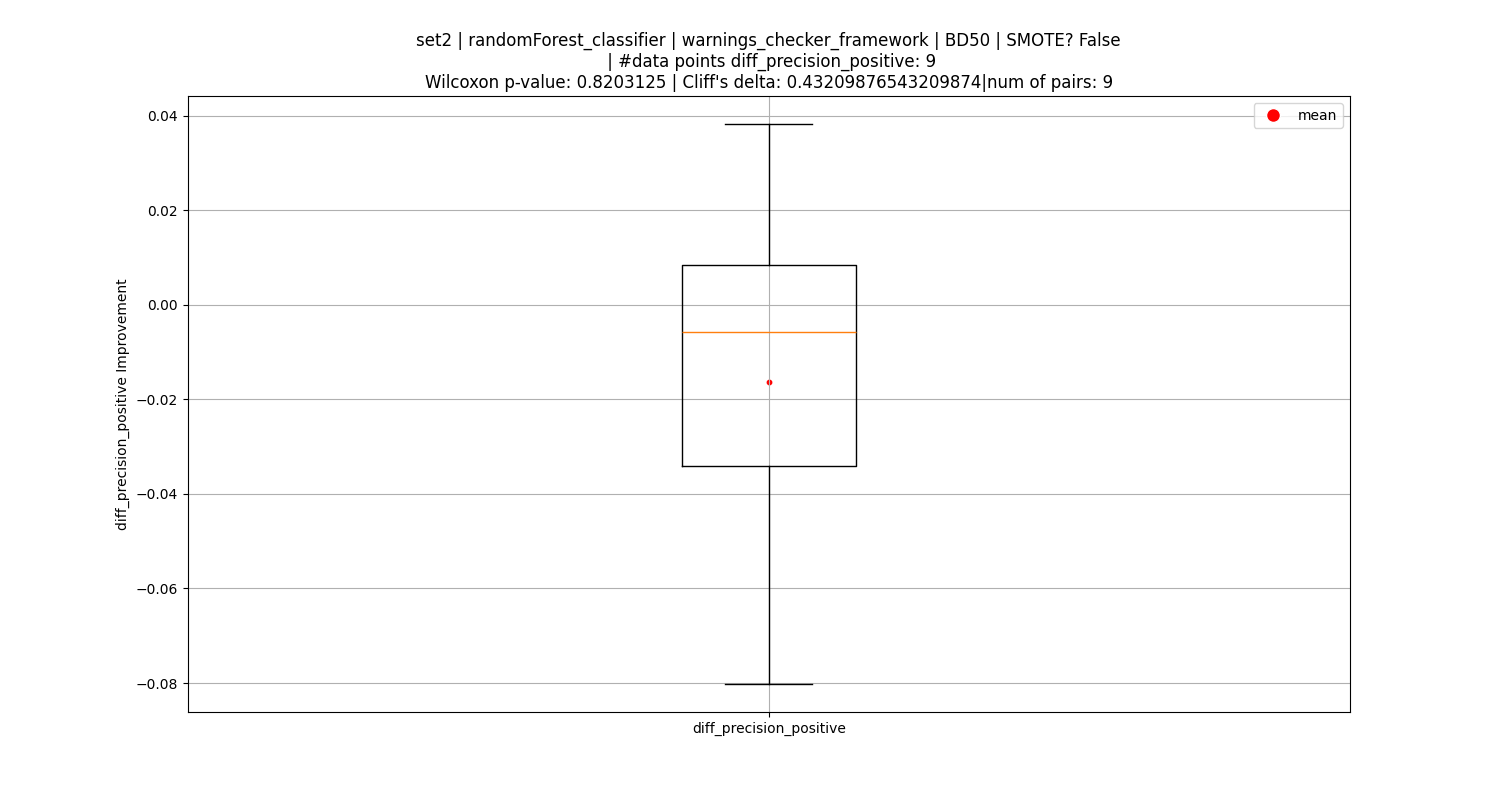 set2 | randomForest_classifier | warnings_checker_framework | BD50 | SMOTE? False
| #data points diff_precision_positive: 9
Wilcoxon p-value: 0.8203125 | Cliff's delta: 0.43209876543209874|num of pairs: 9
mean
0.04
0.02
0.00
−0.02
−0.04
−0.06
−0.08
diff_precision_positive Improvement
diff_precision_positive